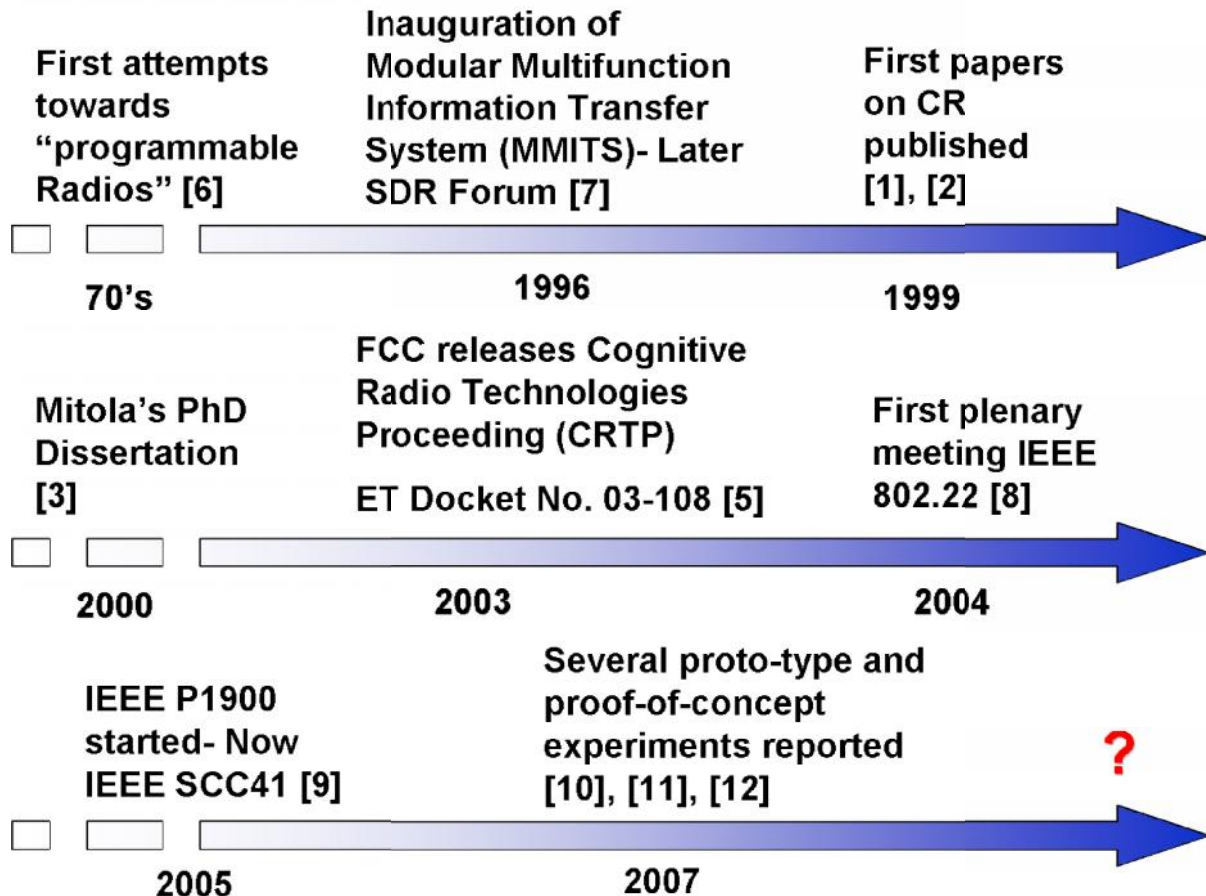 First attempts
towards
“programmable
Radios” [6]
Inauguration of
Modular Multifunction
Information Transfer
System (MMITS)- Later
SDR Forum [7]
First papers
on CR
published
[1], [2]
70's
1996
1999
Mitola's PhD
Dissertation
[3]
FCC releases Cognitive
Radio Technologies
Proceeding (CRTP)
ET Docket No. 03-108 [5]
First plenary
meeting IEEE
802.22 [8]
2000
2003
2004
IEEE P1900
started- Now
IEEE SCC41 [9]
Several proto-type and
proof-of-concept
experiments reported
[10], [11], [12]
?
2005
2007